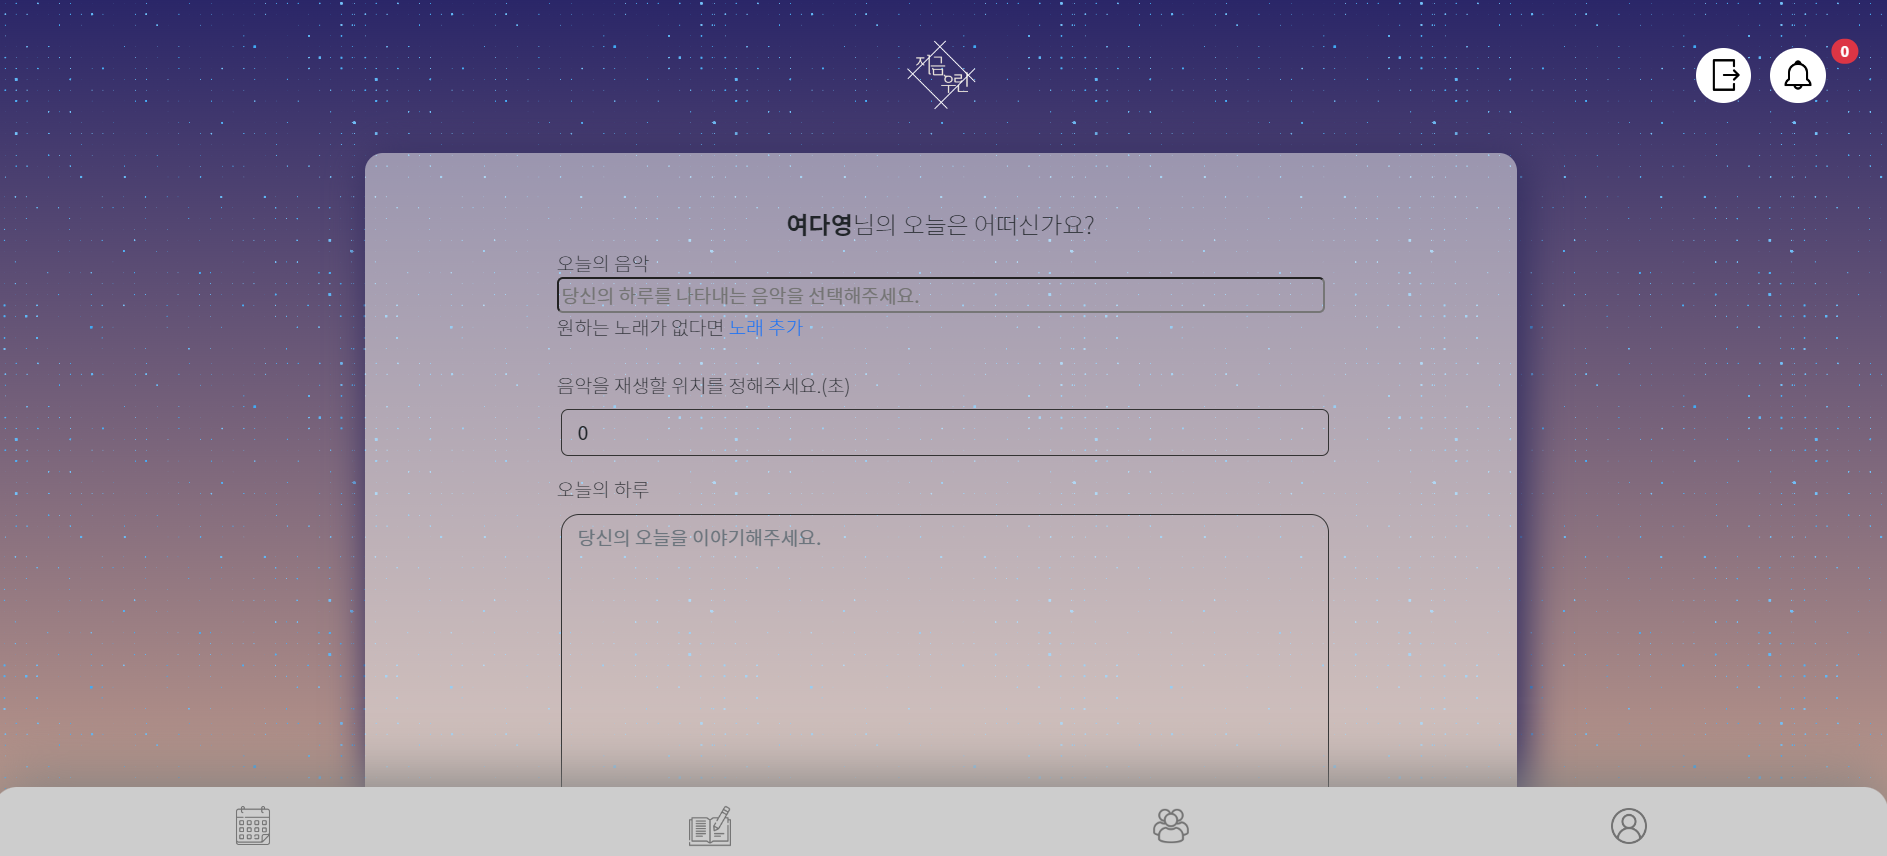 지금
우린
0
여다영님의 오늘은 어떠신가요?
오늘의 음악
당신의 하루를 나타내는 음악을 선택해주세요.
원하는 노래가 없다면 노래 추가
음악을 재생할 위치를 정해주세요.(초)
0
오늘의 하루
당신의 오늘을 이야기해주세요.